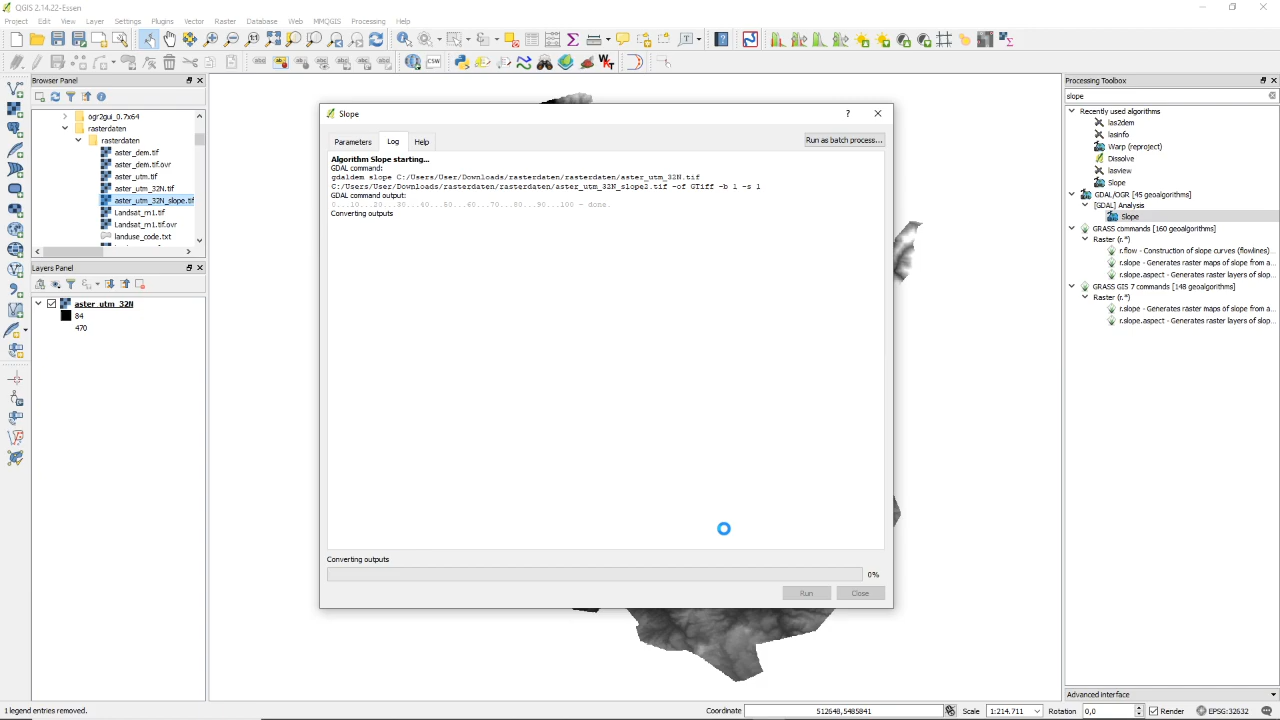 QGIS 2.14.22-Essen
Project Edit View Layer Settings Plugins Vector Raster Database Web MMQGIS Processing Help
Browser Panel
ogr2gui_0.7x64
rasterdaten
rasterdaten
aster_dem.tif
aster_dem.tif.ovr
aster_utm.tif
aster_utm_32N.tif
aster_utm_32N_slope.tif
Landsat_rn1.tif
Landsat_rn1.tif.ovr
landuse_code.txt
Layers Panel
aster_utm_32N
84
470
Slope
Parameters Log Help
Run as batch process...
Algorithm Slope starting...
GDAL command:
gdaldem slope C:/Users/User/Downloads/rasterdaten/rasterdaten/aster_utm_32N.tif
C:/Users/User/Downloads/rasterdaten/rasterdaten/aster_utm_32N_slope2.tif -of GTiff -b 1 -s 1
GDAL command output:
0...10...20...30...40...50...60...70...80...90...100 - done.
Converting outputs
Converting outputs
0%
Run Close
Processing Toolbox
slope
Recently used algorithms
las2dem
lasinfo
Warp (reproject)
Dissolve
lasview
Slope
GDAL/OGR [45 geoalgorithms]
[GDAL] Analysis
Slope
GRASS commands [160 geoalgorithms]
Raster (r.*)
r.flow - Construction of slope curves (flowlines)
r.slope - Generates raster maps of slope from a...
r.slope.aspect - Generates raster layers of slop...
GRASS GIS 7 commands [148 geoalgorithms]
Raster (r.*)
r.slope - Generates raster maps of slope from a...
r.slope.aspect - Generates raster layers of slop...
Advanced interface
1 legend entries removed.
Coordinate 512648,5485841 Scale 1:214.711 Rotation 0,0 Render EPSG:32632